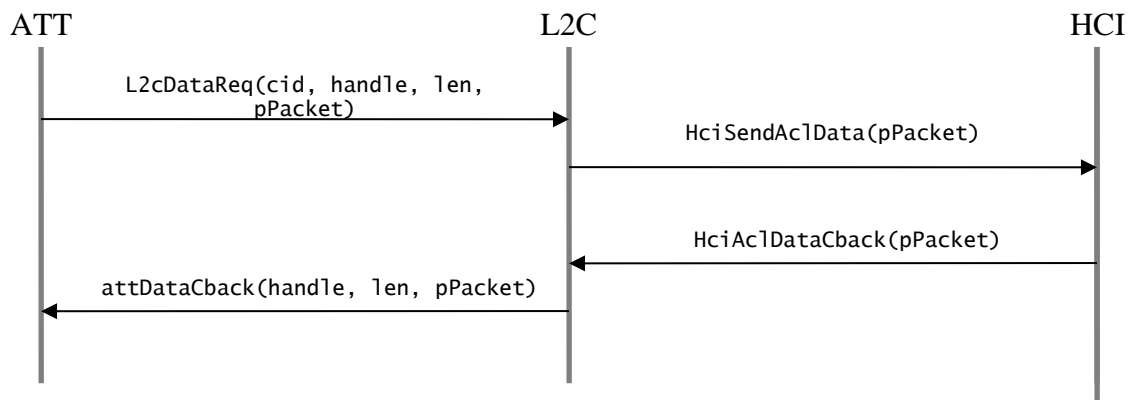 ATT
L2C
HCI
L2cDataReq(cid, handle, len,
pPacket)
HciSendAclData(pPacket)
HciAclDataCback(pPacket)
attDataCback(handle, len, pPacket)